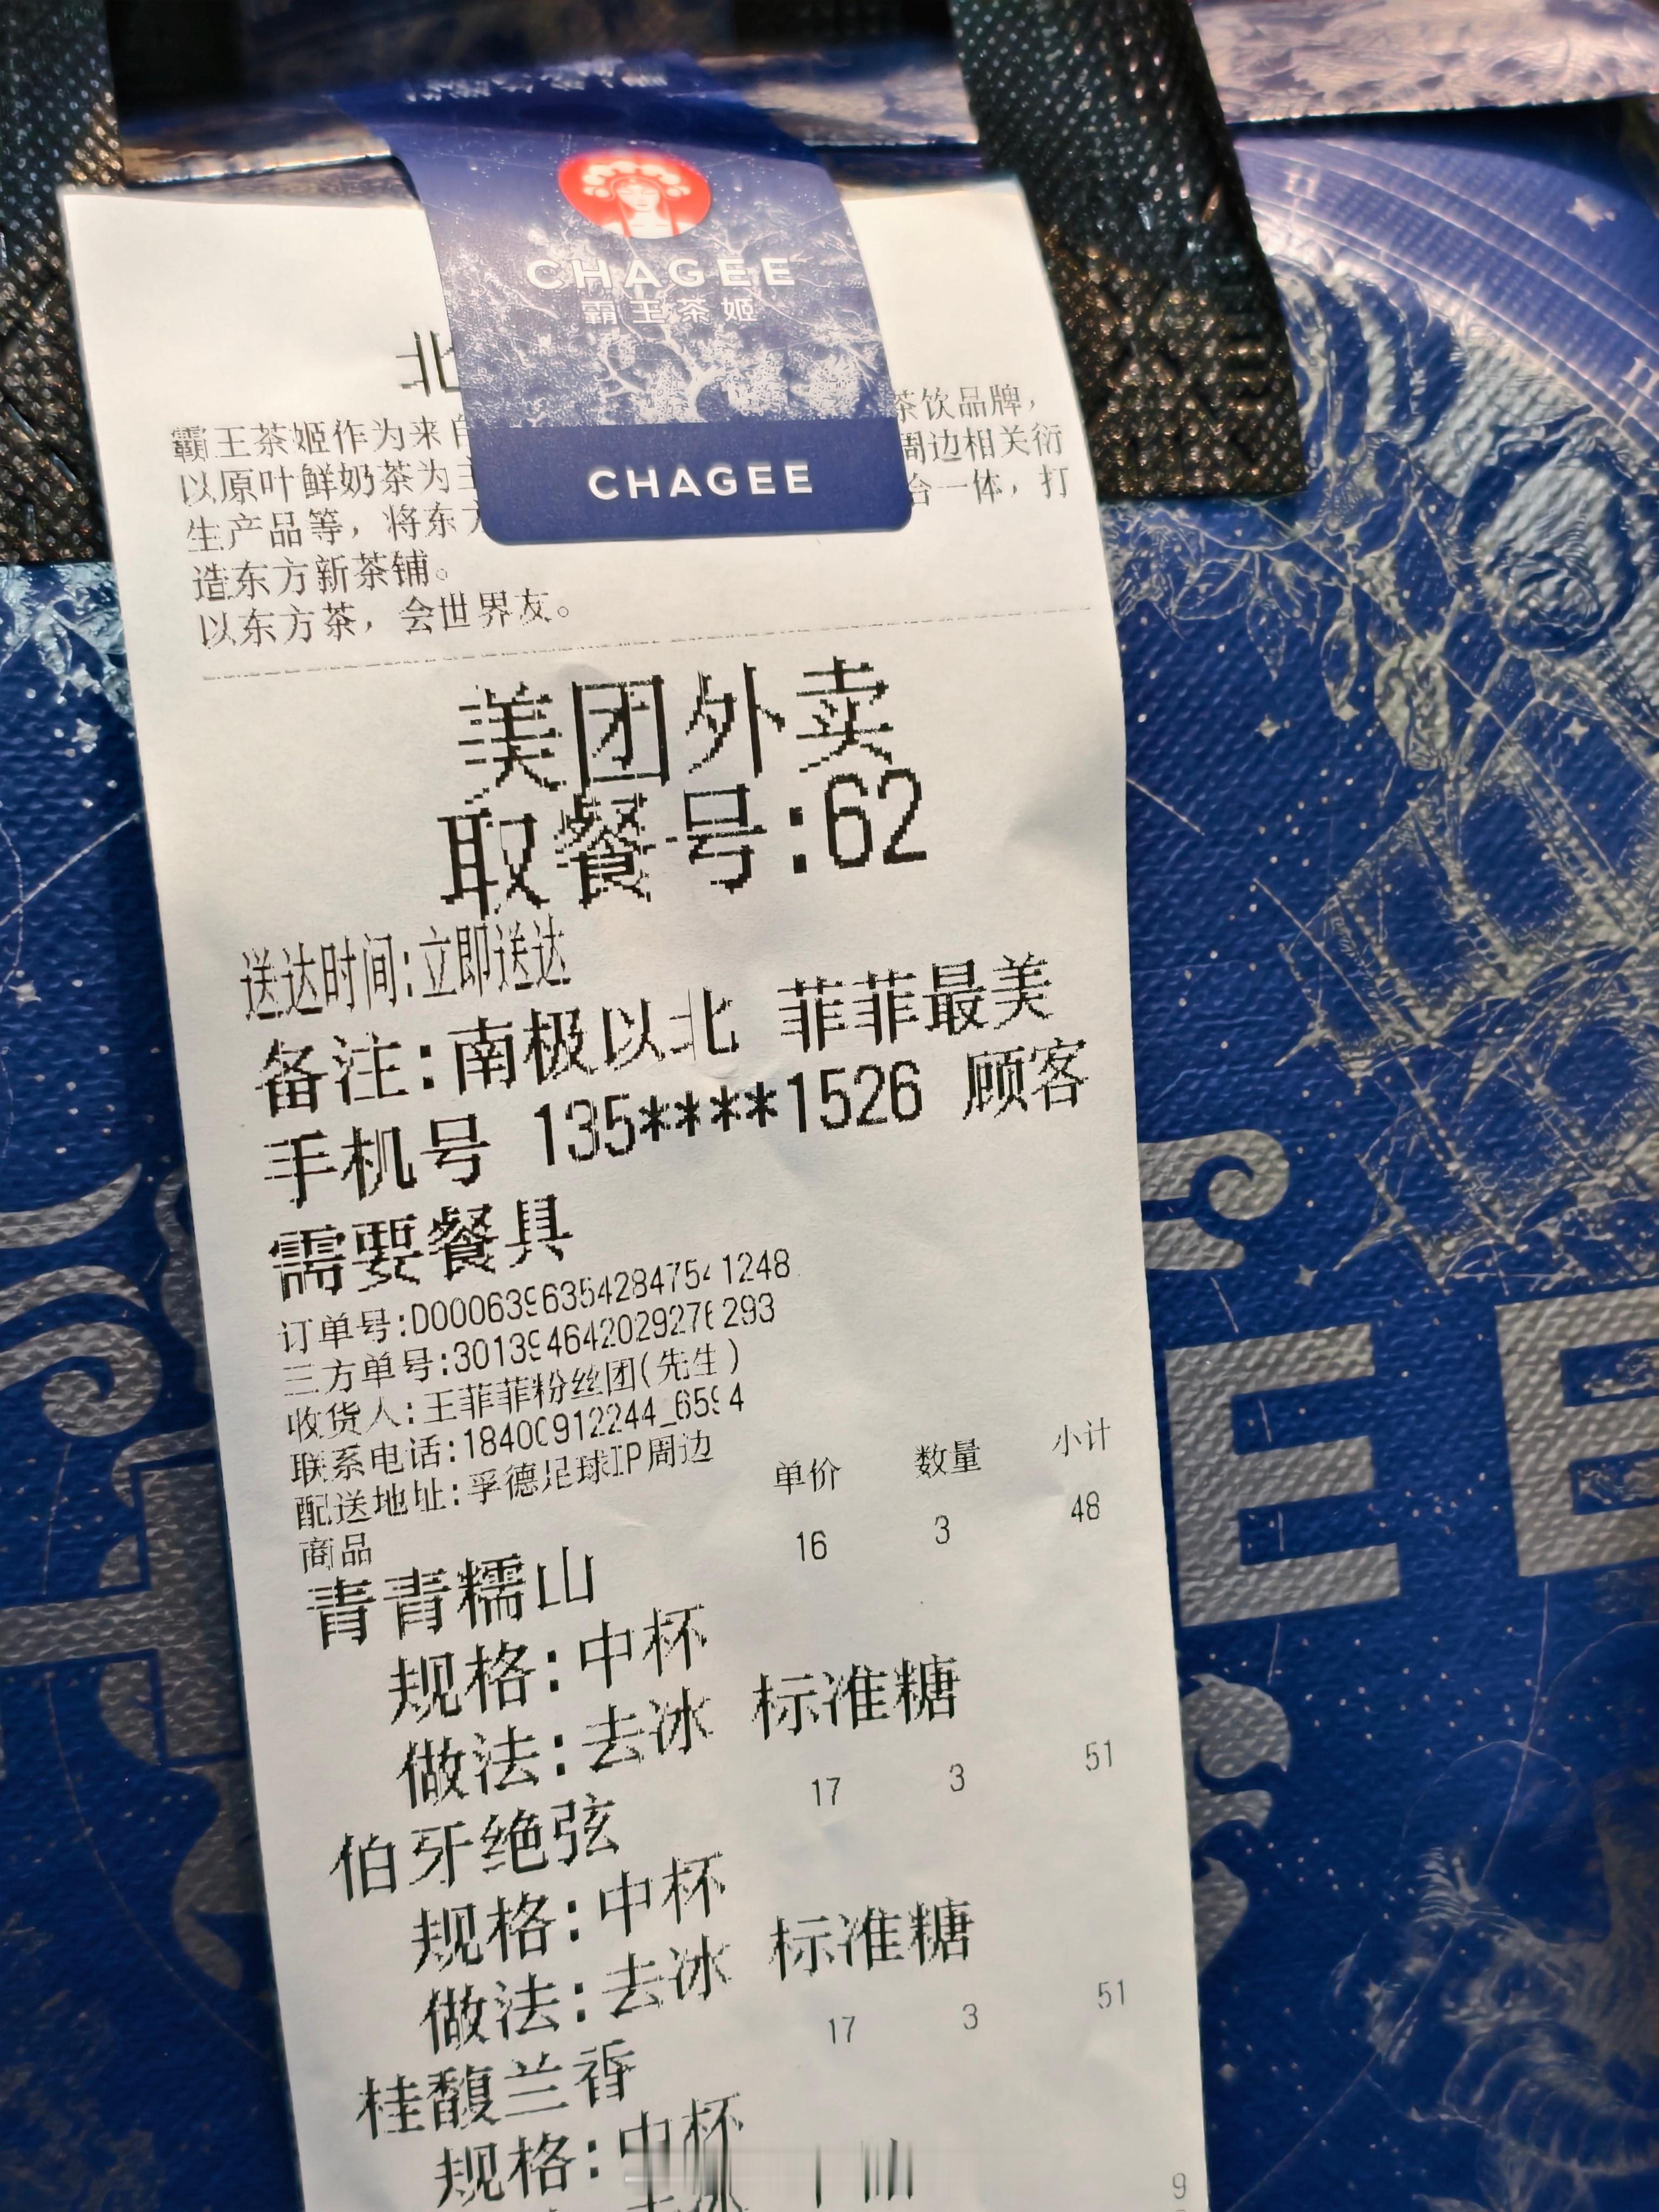 CHAGEE
霸王茶姬
CHAGEE
北
霸王茶姬作为来自 茶饮品牌，
以原叶鲜奶茶为主 周边相关衍
生产品等，将东方 合一体，打
造东方新茶铺。
以东方茶，会世界友。
美团外卖
取餐号:62
送达时间:立即送达
备注:南极以北 菲菲最美
手机号 135****1526 顾客
需要餐具
订单号:D00063963542847541248
三方单号:301394642029276293
收货人:王菲菲粉丝团(先生)
联系电话:18400912244_6594
配送地址:孚德足球IP周边
商品 单价 数量 小计
青青糯山 16 3 48
规格:中杯
做法:去冰 标准糖
伯牙绝弦 17 3 51
规格:中杯
做法:去冰 标准糖
桂馥兰香 17 3 51
规格:中杯
EE